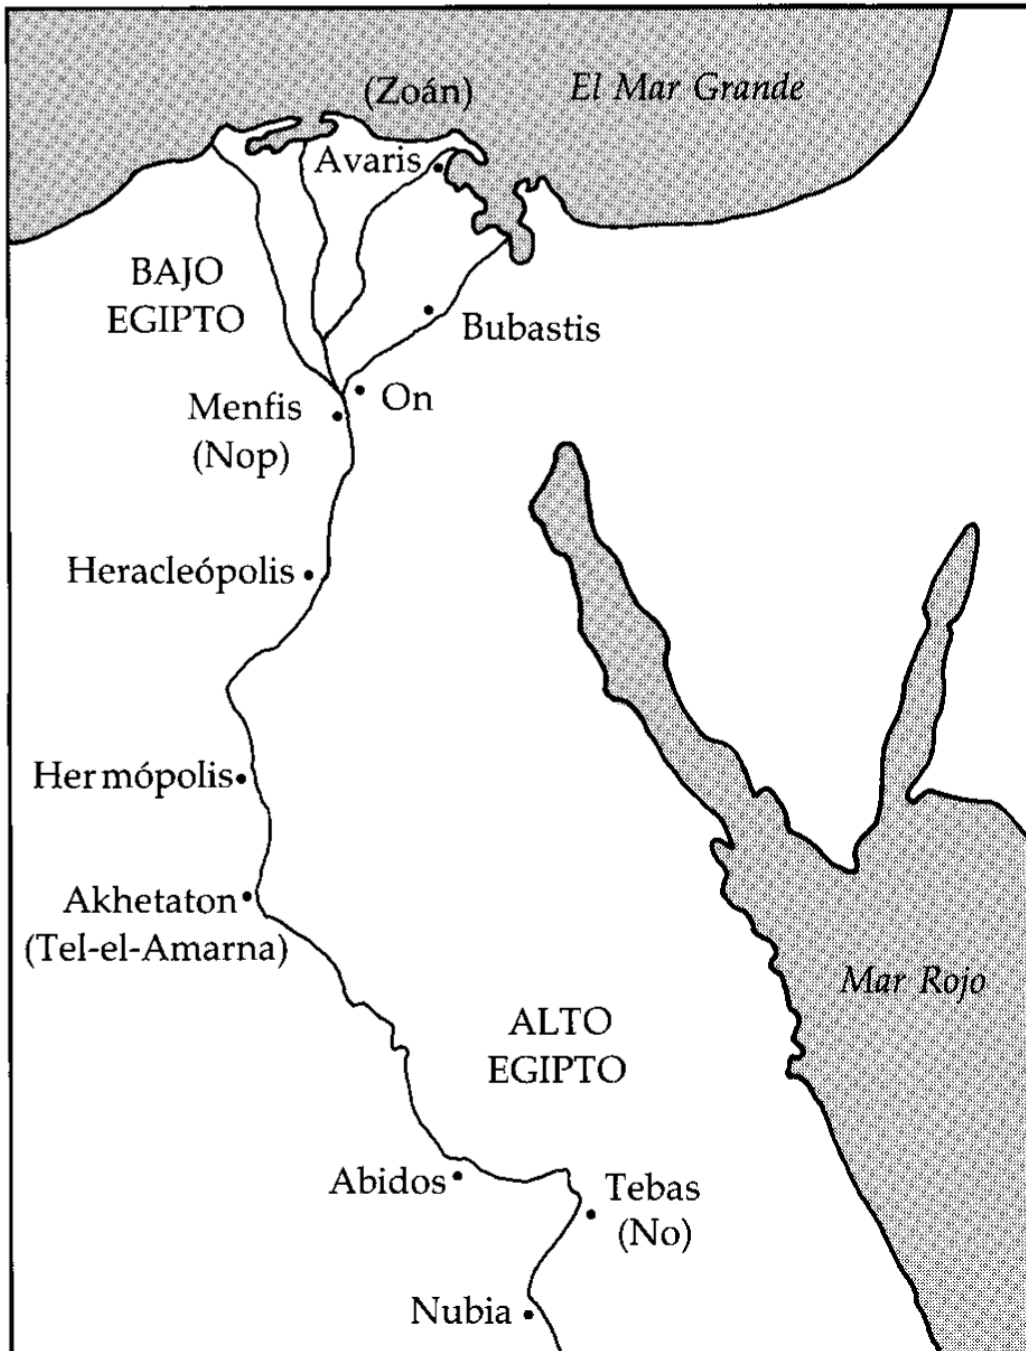 (Zoán)
El Mar Grande
Avaris
BAJO
EGIPTO
Bubastis
On
Menfis
(Nop)
Heracleópolis
Hermópolis
Akhetaton
(Tel-el-Amarna)
Mar Rojo
ALTO
EGIPTO
Abidos
Tebas
(No)
Nubia